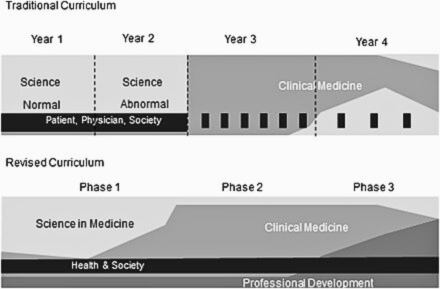 Traditional Curriculum
Year 1 Year 2 Year 3 Year 4
Science Science Clinical Medicine
Normal Abnormal
Patient, Physician, Society
Revised Curriculum
Phase 1 Phase 2 Phase 3
Science in Medicine Clinical Medicine
Health & Society
Professional Development